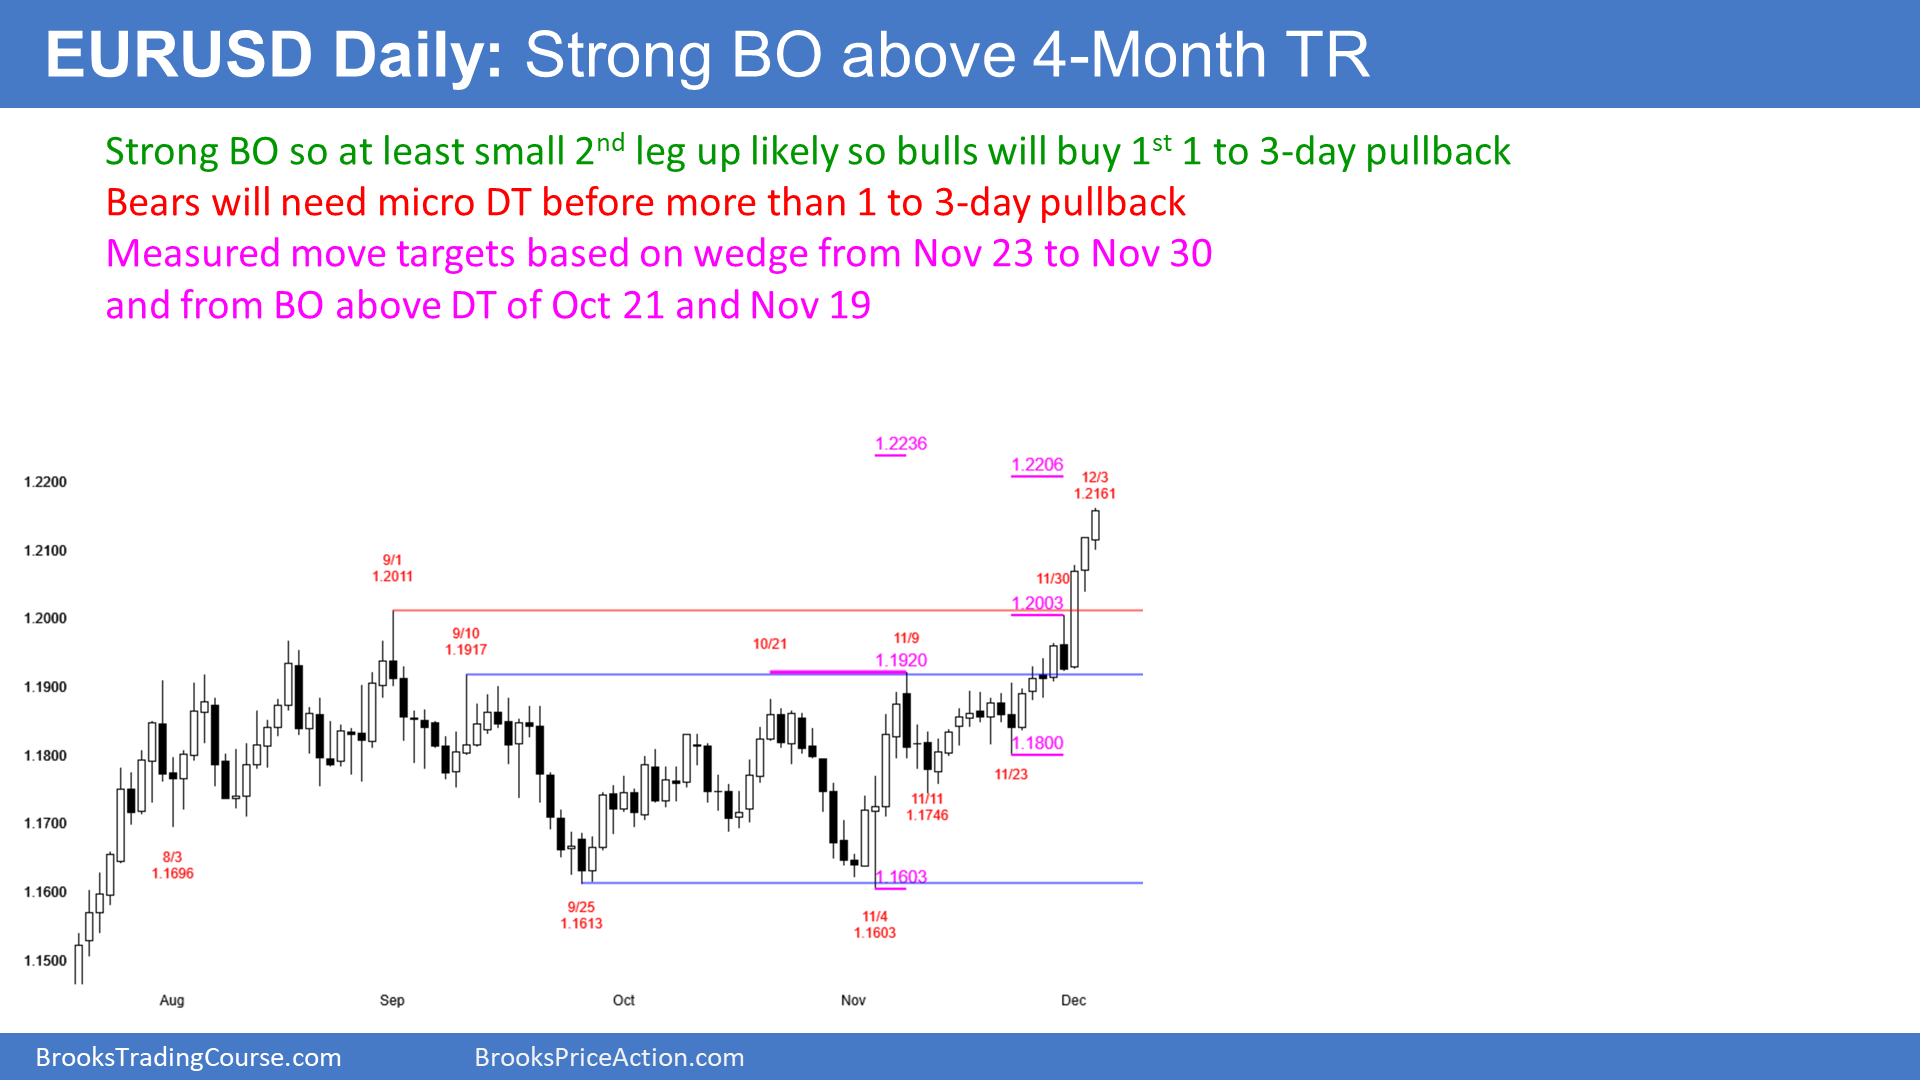 EURUSD Daily: Strong BO above 4-Month TR
Strong BO so at least small 2nd leg up likely so bulls will buy 1st 1 to 3-day pullback
Bears will need micro DT before more than 1 to 3-day pullback
Measured move targets based on wedge from Nov 23 to Nov 30
and from BO above DT of Oct 21 and Nov 19
1.2236
1.2206
1.2200
12/3
1.2161
1.2100
9/1
1.2011
11/30
1.2003
1.2000
9/10
1.1917
10/21
11/9
1.1920
1.1900
1.1800
1.1800
11/23
11/11
1.1746
1.1700
8/3
1.1696
1.1600
1.1603
9/25
1.1613
11/4
1.1603
1.1500
Aug
Sep
Oct
Nov
Dec
BrooksTradingCourse.com
BrooksPriceAction.com